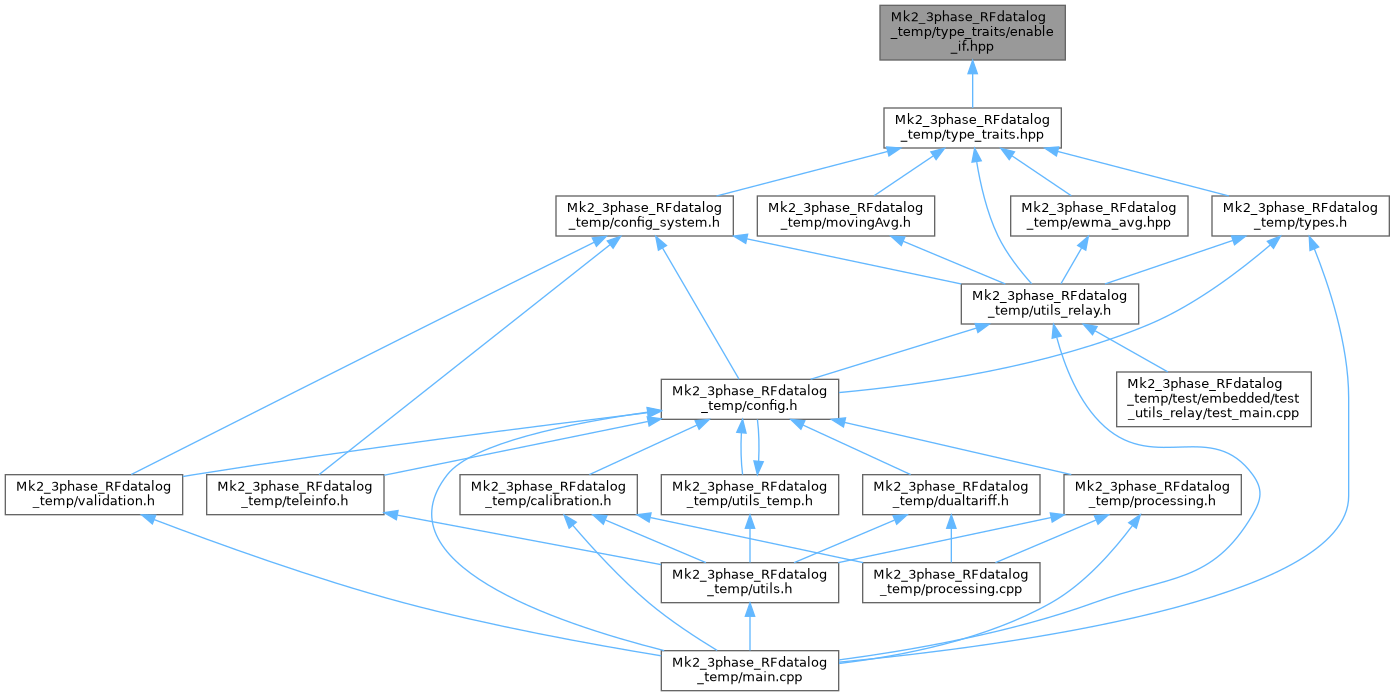 Mk2_3phase_RFdatalog
_temp/type_traits/enable
_if.hpp
Mk2_3phase_RFdatalog
_temp/type_traits.hpp
Mk2_3phase_RFdatalog
_temp/config_system.h
Mk2_3phase_RFdatalog
_temp/movingAvg.h
Mk2_3phase_RFdatalog
_temp/ewma_avg.hpp
Mk2_3phase_RFdatalog
_temp/types.h
Mk2_3phase_RFdatalog
_temp/utils_relay.h
Mk2_3phase_RFdatalog
_temp/config.h
Mk2_3phase_RFdatalog
_temp/test/embedded/test
_utils_relay/test_main.cpp
Mk2_3phase_RFdatalog
_temp/validation.h
Mk2_3phase_RFdatalog
_temp/teleinfo.h
Mk2_3phase_RFdatalog
_temp/calibration.h
Mk2_3phase_RFdatalog
_temp/utils_temp.h
Mk2_3phase_RFdatalog
_temp/dualtariff.h
Mk2_3phase_RFdatalog
_temp/processing.h
Mk2_3phase_RFdatalog
_temp/utils.h
Mk2_3phase_RFdatalog
_temp/processing.cpp
Mk2_3phase_RFdatalog
_temp/main.cpp